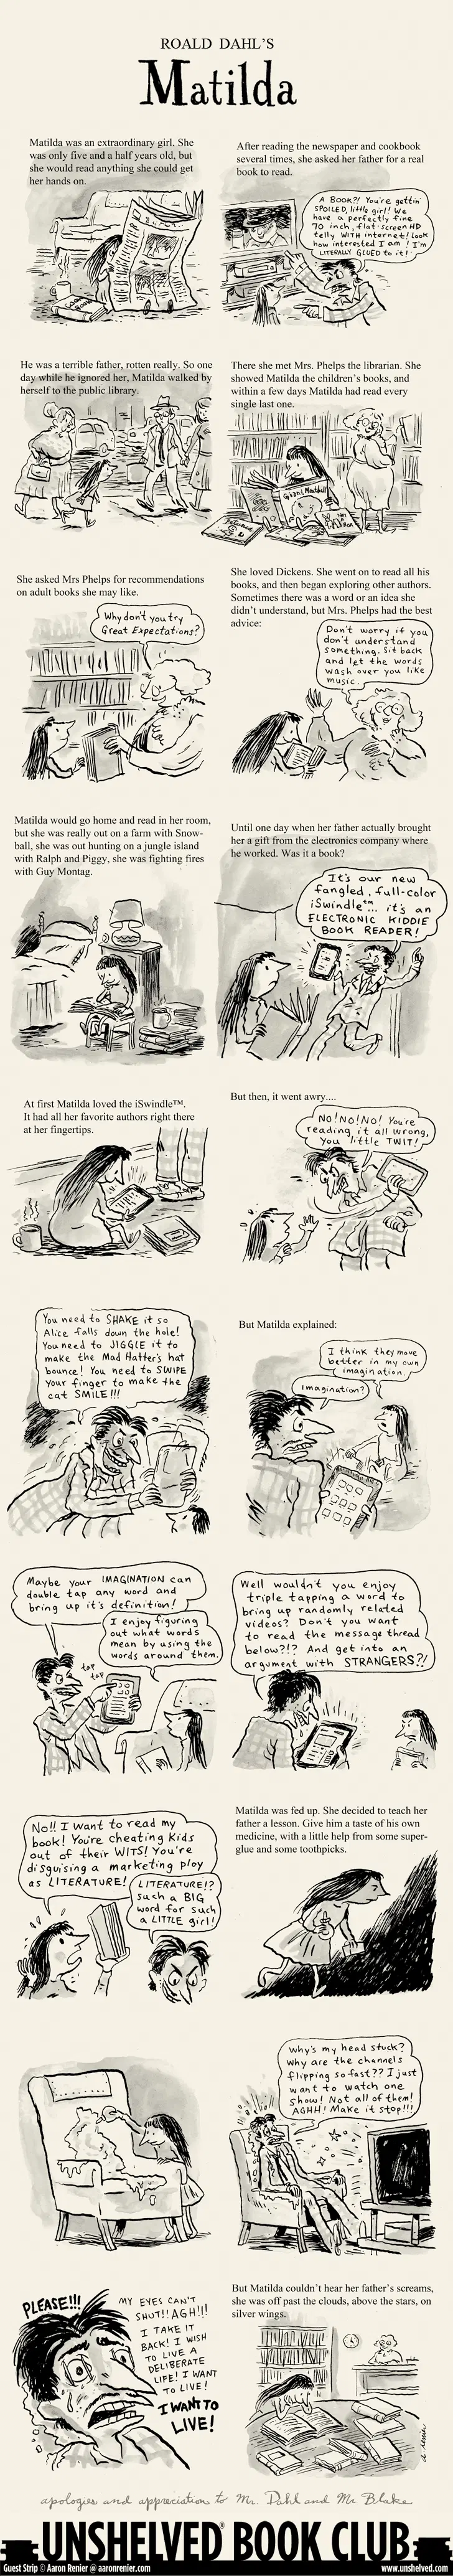 ROALD DAHL'S
Matilda
Matilda was an extraordinary girl. She
was only five and a half years old, but
she would read anything she could get
her hands on.
After reading the newspaper and cookbook
several times, she asked her father for a real
book to read.
A BOOK?! You're gettin'
SPOILED, little girl! We
have a perfectly fine
70 inch, flat-screen HD
telly WITH internet! Look
how interested I am! I'm
LITERALLY GLUED to it!
He was a terrible father, rotten really. So one
day while he ignored her, Matilda walked by
herself to the public library.
There she met Mrs. Phelps the librarian. She
showed Matilda the children's books, and
within a few days Matilda had read every
single last one.
She asked Mrs Phelps for recommendations
on adult books she may like.
Why don't you try
Great Expectations?
She loved Dickens. She went on to read all his
books, and then began exploring other authors.
Sometimes there was a word or an idea she
didn't understand, but Mrs. Phelps had the best
advice:
Don't worry if you
don't understand
something. Sit back
and let the words
wash over you like
music.
Matilda would go home and read in her room,
but she was really out on a farm with Snow-
ball, she was out hunting on a jungle island
with Ralph and Piggy, she was fighting fires
with Guy Montag.
Until one day when her father actually brought
her a gift from the electronics company where
he worked. Was it a book?
It's our new
fangled, full-color
iSwindle™... it's an
ELECTRONIC KIDDIE
BOOK READER!
At first Matilda loved the iSwindle™.
It had all her favorite authors right there
at her fingertips.
But then, it went awry....
No! No! No! You're
reading it all wrong,
you little TWIT!
You need to SHAKE it so
Alice falls down the hole!
You need to JIGGLE it to
make the Mad Hatter's hat
bounce! You need to SWIPE
your finger to make the
cat SMILE!!!
But Matilda explained:
I think they move
better in my own
imagination.
Imagination?
Maybe your IMAGINATION can
double tap any word and
bring up it's definition!
I enjoy figuring
out what words
mean by using the
words around them.
tap
tap
Well wouldn't you enjoy
triple tapping a word to
bring up randomly related
videos? Don't you want
to read the message thread
below?!? And get into an
argument with STRANGERS?!
No!! I want to read my
book! You're cheating kids
out of their WITS! You're
disguising a marketing ploy
as LITERATURE!
LITERATURE!?
such a BIG
word for such
a LITTLE girl!
Matilda was fed up. She decided to teach her
father a lesson. Give him a taste of his own
medicine, with a little help from some super-
glue and some toothpicks.
Why's my head stuck?
Why are the channels
flipping so fast?? I just
want to watch one
show! Not all of them!
AGHH! Make it stop!!!
PLEASE!!!
MY EYES CAN'T
SHUT!! AGH!!!
I TAKE IT
BACK! I WISH
TO LIVE A
DELIBERATE
LIFE! I WANT
TO LIVE!
I WANT TO
LIVE!
But Matilda couldn't hear her father's screams,
she was off past the clouds, above the stars, on
silver wings.
a. renier
apologies and appreciation to Mr. Dahl and Mr Blake
UNSHELVED® BOOK CLUB
Guest Strip © Aaron Renier @ aaronrenier.com
www.unshelved.com